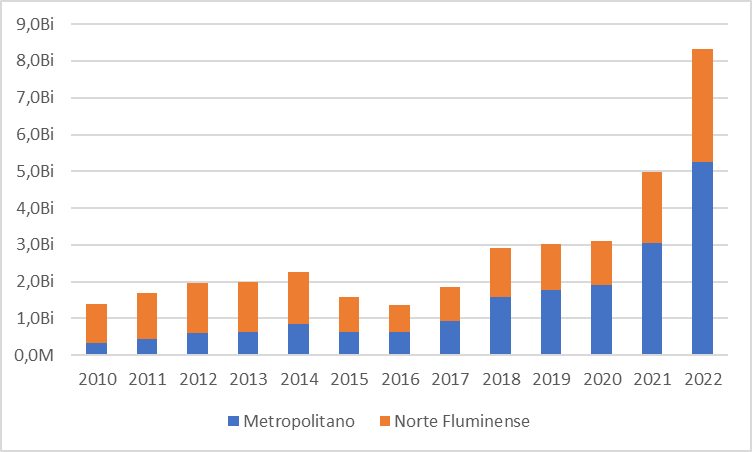 9,0Bi
8,0Bi
7,0Bi
6,0Bi
5,0Bi
4,0Bi
3,0Bi
2,0Bi
1,0Bi
0,0M
2010 2011 2012 2013 2014 2015 2016 2017 2018 2019 2020 2021 2022
Metropolitano Norte Fluminense